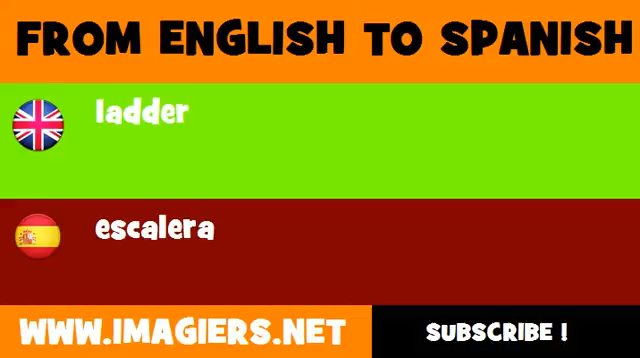 FROM ENGLISH TO SPANISH
ladder
escalera
WWW.IMAGIERS.NET
SUBSCRIBE !